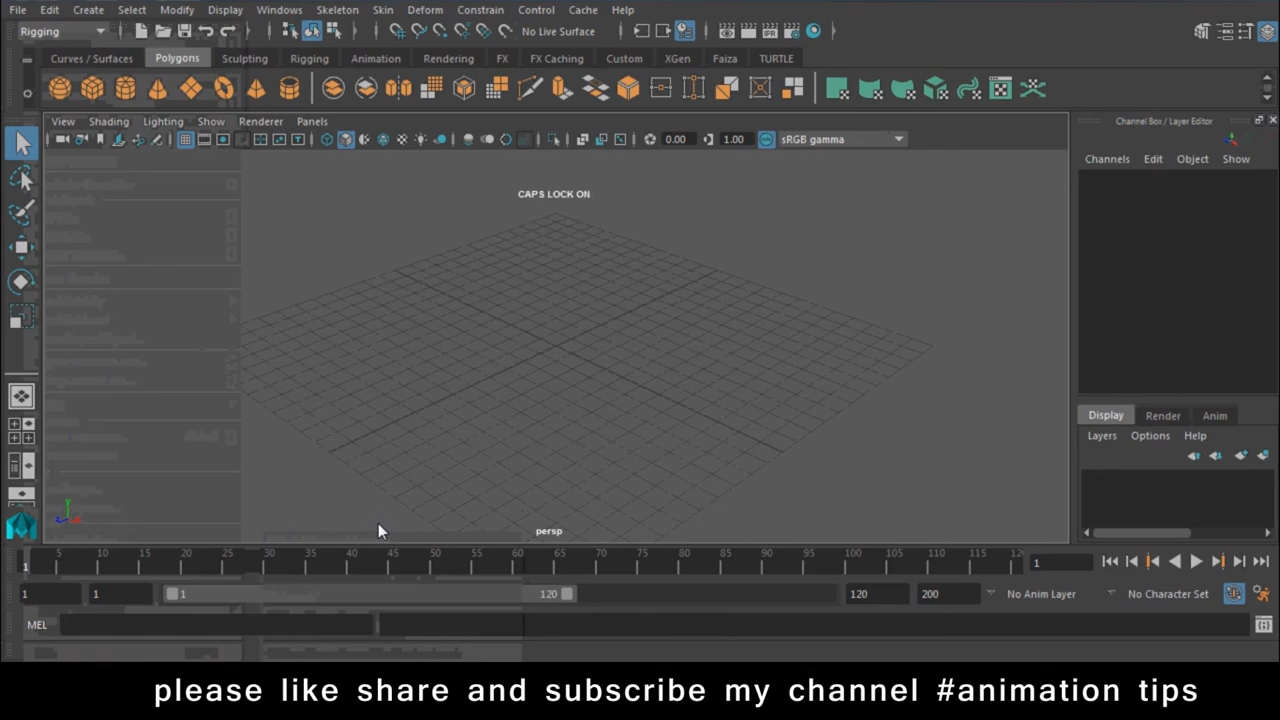 File Edit Create Select Modify Display Windows Skeleton Skin Deform Constrain Control Cache Help
Rigging No Live Surface
Curves / Surfaces Polygons Sculpting Rigging Animation Rendering FX FX Caching Custom XGen Faiza TURTLE
View Shading Lighting Show Renderer Panels
Channel Box / Layer Editor
0.00 1.00 sRGB gamma
Channels Edit Object Show
CAPS LOCK ON
Display Render Anim
Layers Options Help
persp
5 10 15 20 25 30 35 40 45 50 55 60 65 70 75 80 85 90 95 100 105 110 115 12
1 1
1 1 1 120 120 200 No Anim Layer No Character Set
MEL
please like share and subscribe my channel #animation tips